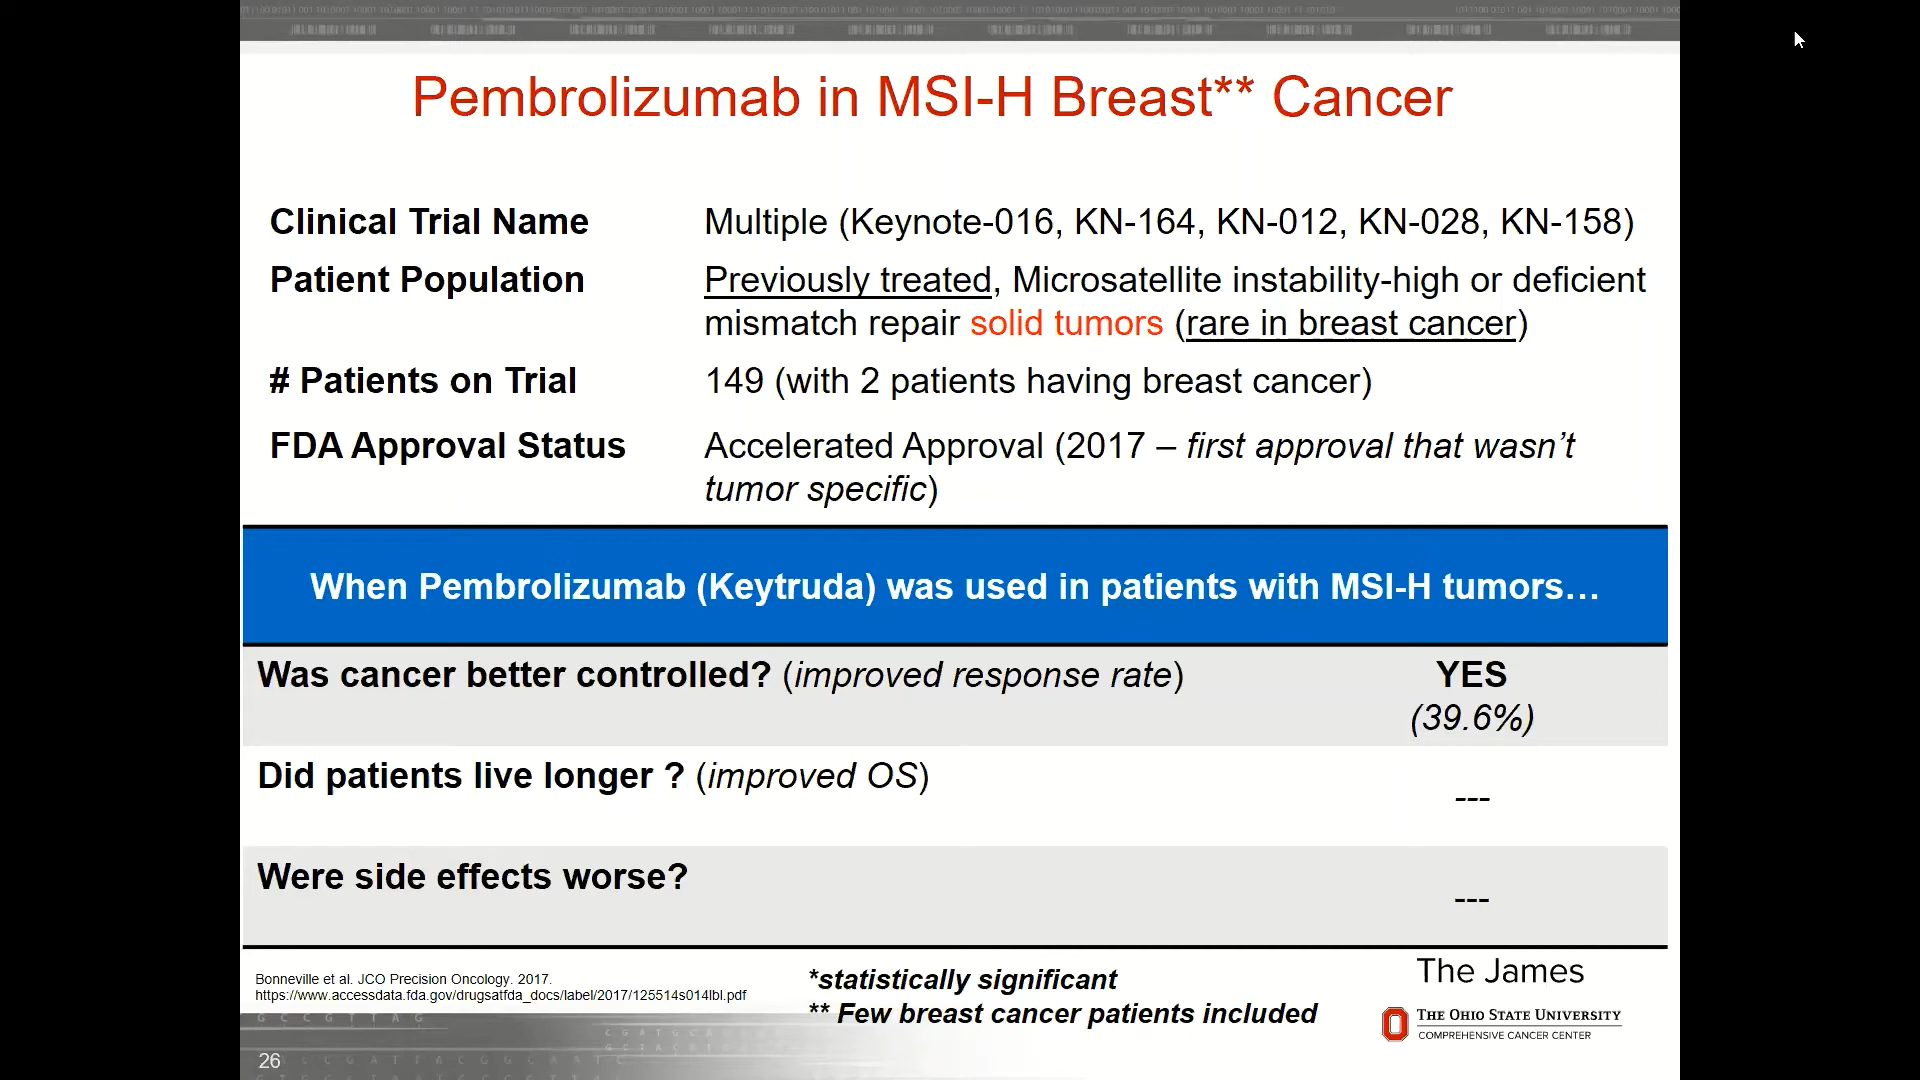 Pembrolizumab in MSI-H Breast** Cancer
Clinical Trial Name Multiple (Keynote-016, KN-164, KN-012, KN-028, KN-158)
Patient Population Previously treated, Microsatellite instability-high or deficient
mismatch repair solid tumors (rare in breast cancer)
# Patients on Trial 149 (with 2 patients having breast cancer)
FDA Approval Status Accelerated Approval (2017 – first approval that wasn’t
tumor specific)
When Pembrolizumab (Keytruda) was used in patients with MSI-H tumors…
Was cancer better controlled? (improved response rate) YES
(39.6%)
Did patients live longer ? (improved OS)
---
Were side effects worse?
---
Bonneville et al. JCO Precision Oncology. 2017.
https://www.accessdata.fda.gov/drugsatfda_docs/label/2017/125514s014lbl.pdf
*statistically significant
** Few breast cancer patients included
The James
THE OHIO STATE UNIVERSITY
COMPREHENSIVE CANCER CENTER
G C C G T T A G
26